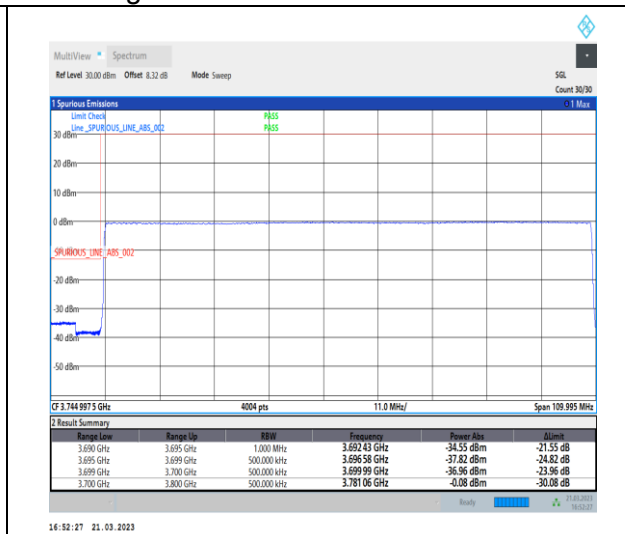 MultiView Spectrum
Ref Level 30.00 dBm Offset 8.32 dB Mode Sweep SGL
Count 30/30
1 Spurious Emissions 1 Max
Limit Check PASS
Line _SPURIOUS_LINE_ABS_002 PASS
30 dBm
20 dBm
10 dBm
0 dBm
_SPURIOUS_LINE_ABS_002
-20 dBm
-30 dBm
-40 dBm
-50 dBm
CF 3.744 997 5 GHz 4004 pts 11.0 MHz/ Span 109.995 MHz
2 Result Summary
Range Low Range Up RBW Frequency Power Abs ΔLimit
3.690 GHz 3.695 GHz 1.000 MHz 3.692 43 GHz -34.55 dBm -21.55 dB
3.695 GHz 3.699 GHz 500.000 kHz 3.696 58 GHz -37.82 dBm -24.82 dB
3.699 GHz 3.700 GHz 500.000 kHz 3.699 99 GHz -36.96 dBm -23.96 dB
3.700 GHz 3.800 GHz 500.000 kHz 3.781 06 GHz -0.08 dBm -30.08 dB
Ready 21.03.2023
16:52:27
16:52:27 21.03.2023